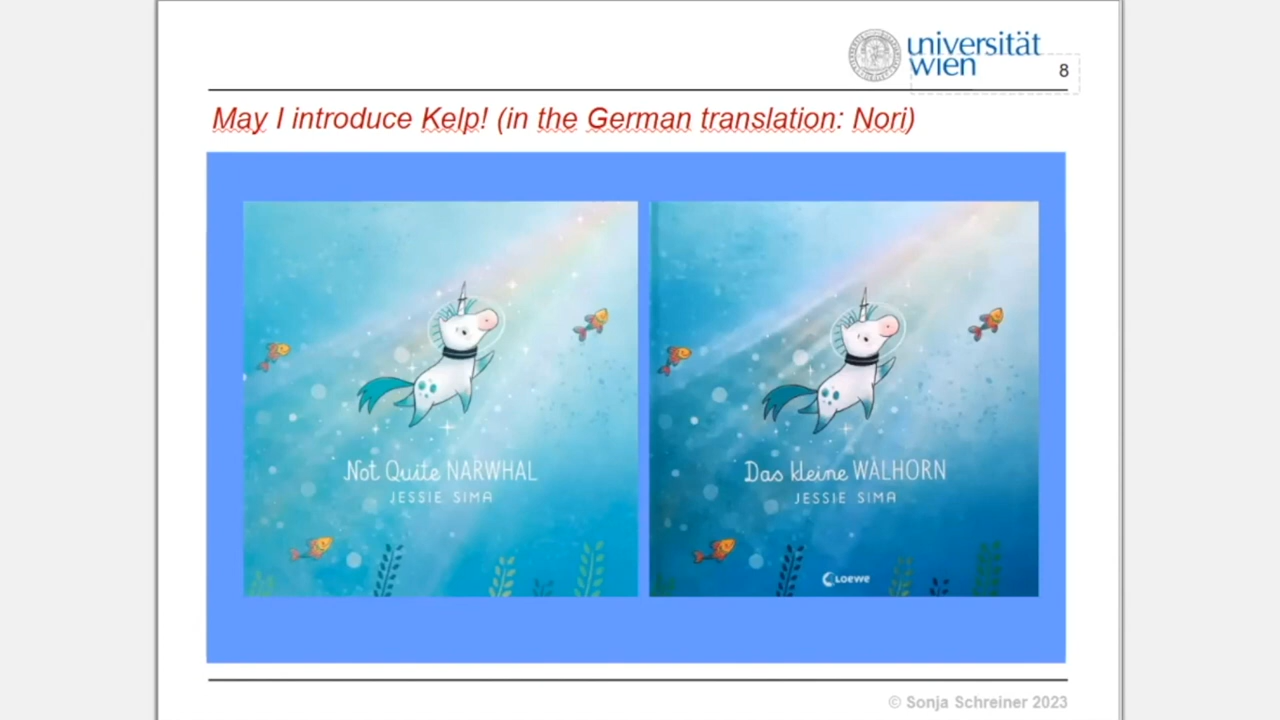 universität
wien
8
May I introduce Kelp! (in the German translation: Nori)
Not Quite NARWHAL
JESSIE SIMA
Das kleine WALHORN
JESSIE SIMA
LOEWE
© Sonja Schreiner 2023